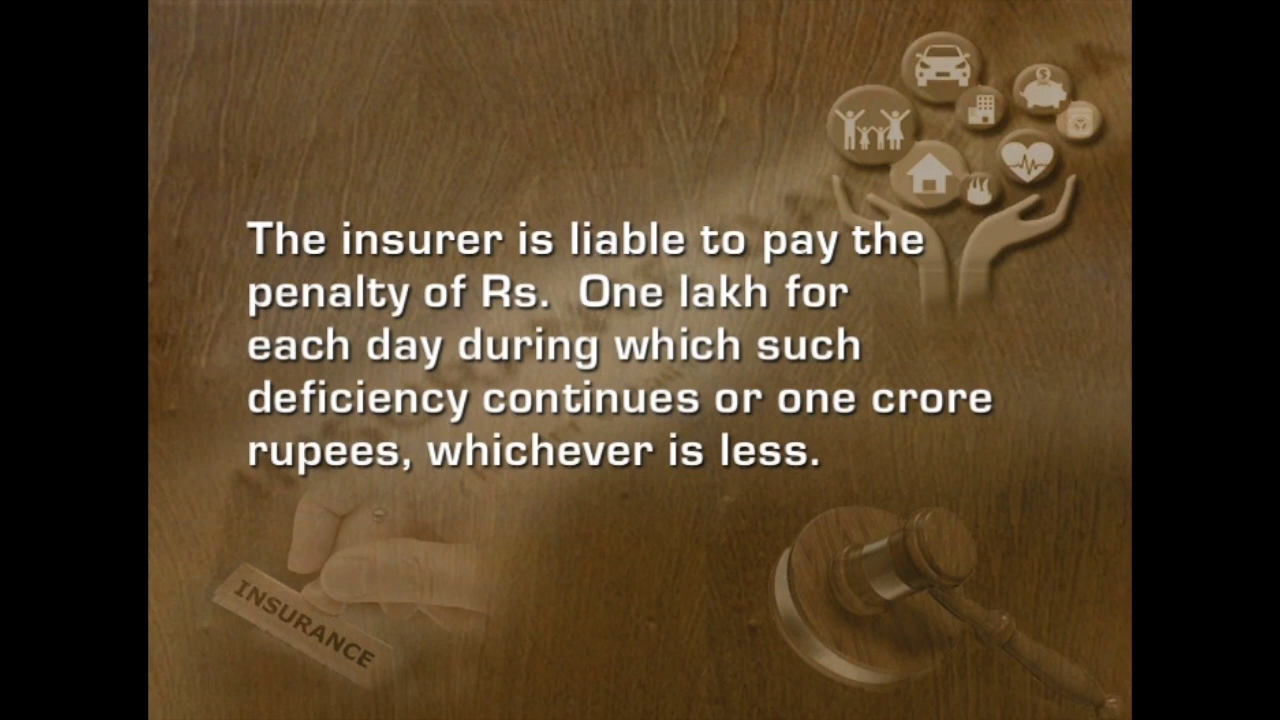 The insurer is liable to pay the
penalty of Rs.  One lakh for
each day during which such
deficiency continues or one crore
rupees, whichever is less.
INSURANCE
$